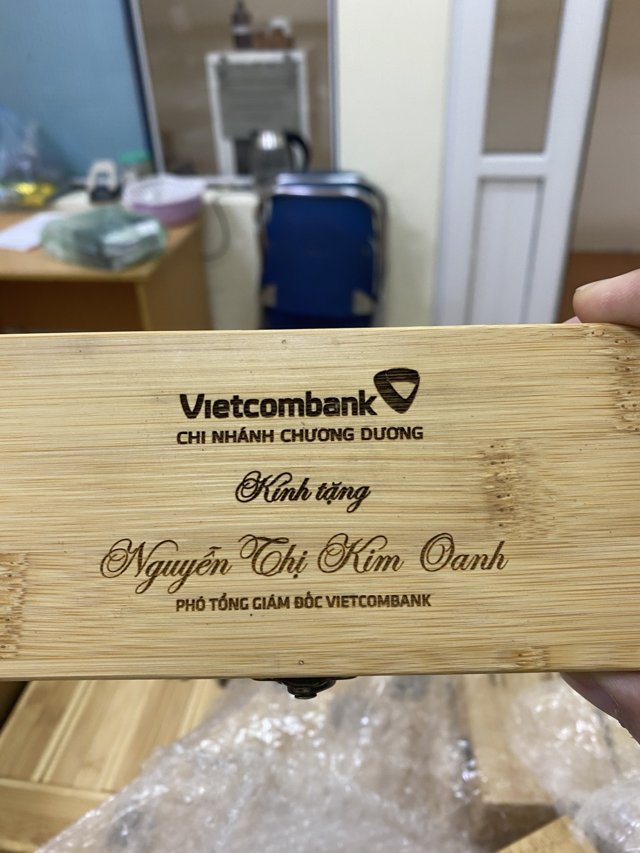 Vietcombank
CHI NHÁNH CHƯƠNG DƯƠNG
Kính tặng
Nguyễn Thị Kim Oanh
PHÓ TỔNG GIÁM ĐỐC VIETCOMBANK